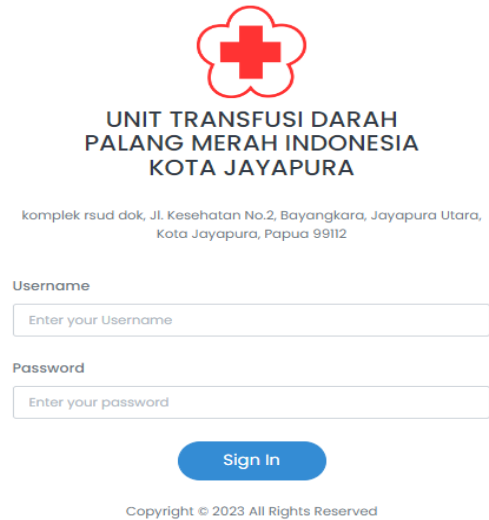 UNIT TRANSFUSI DARAH
PALANG MERAH INDONESIA
KOTA JAYAPURA
komplek rsud dok, Jl. Kesehatan No.2, Bayangkara, Jayapura Utara,
Kota Jayapura, Papua 99112
Username
Enter your Username
Password
Enter your password
Sign In
Copyright © 2023 All Rights Reserved